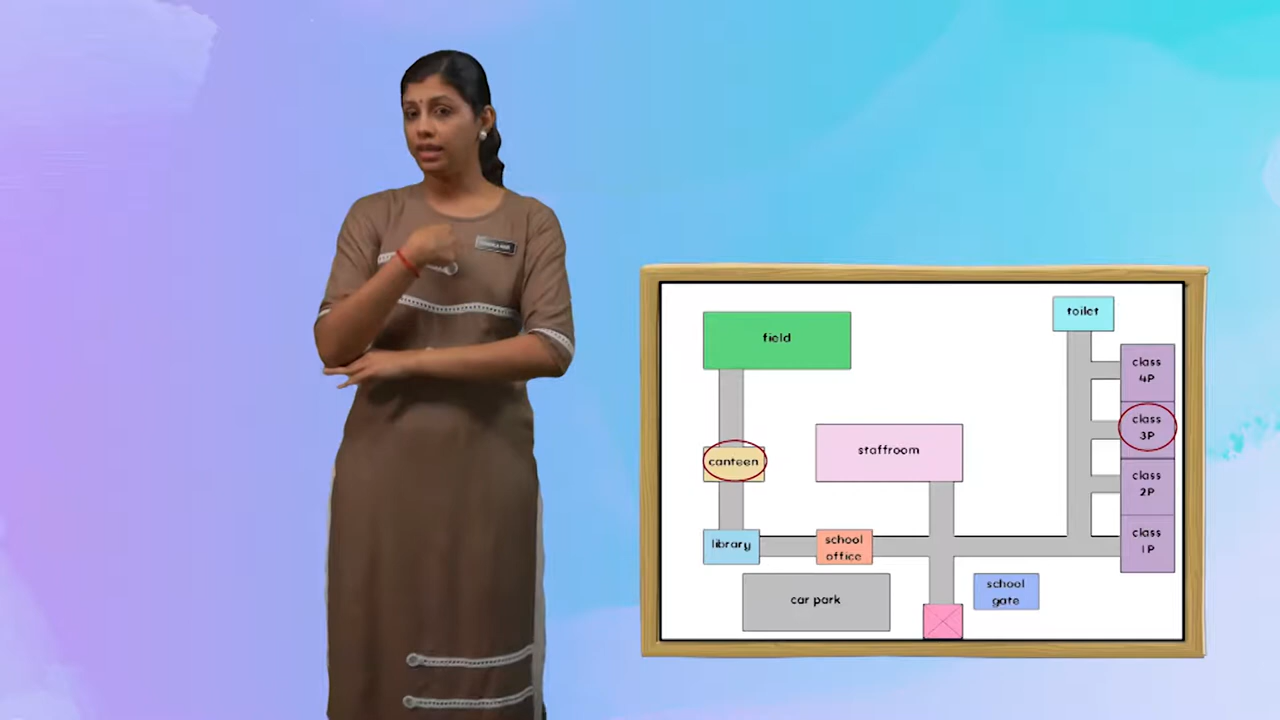 toilet
field
class
4P
class
3P
staffroom
canteen
class
2P
class
1P
library
school
office
school
gate
car park